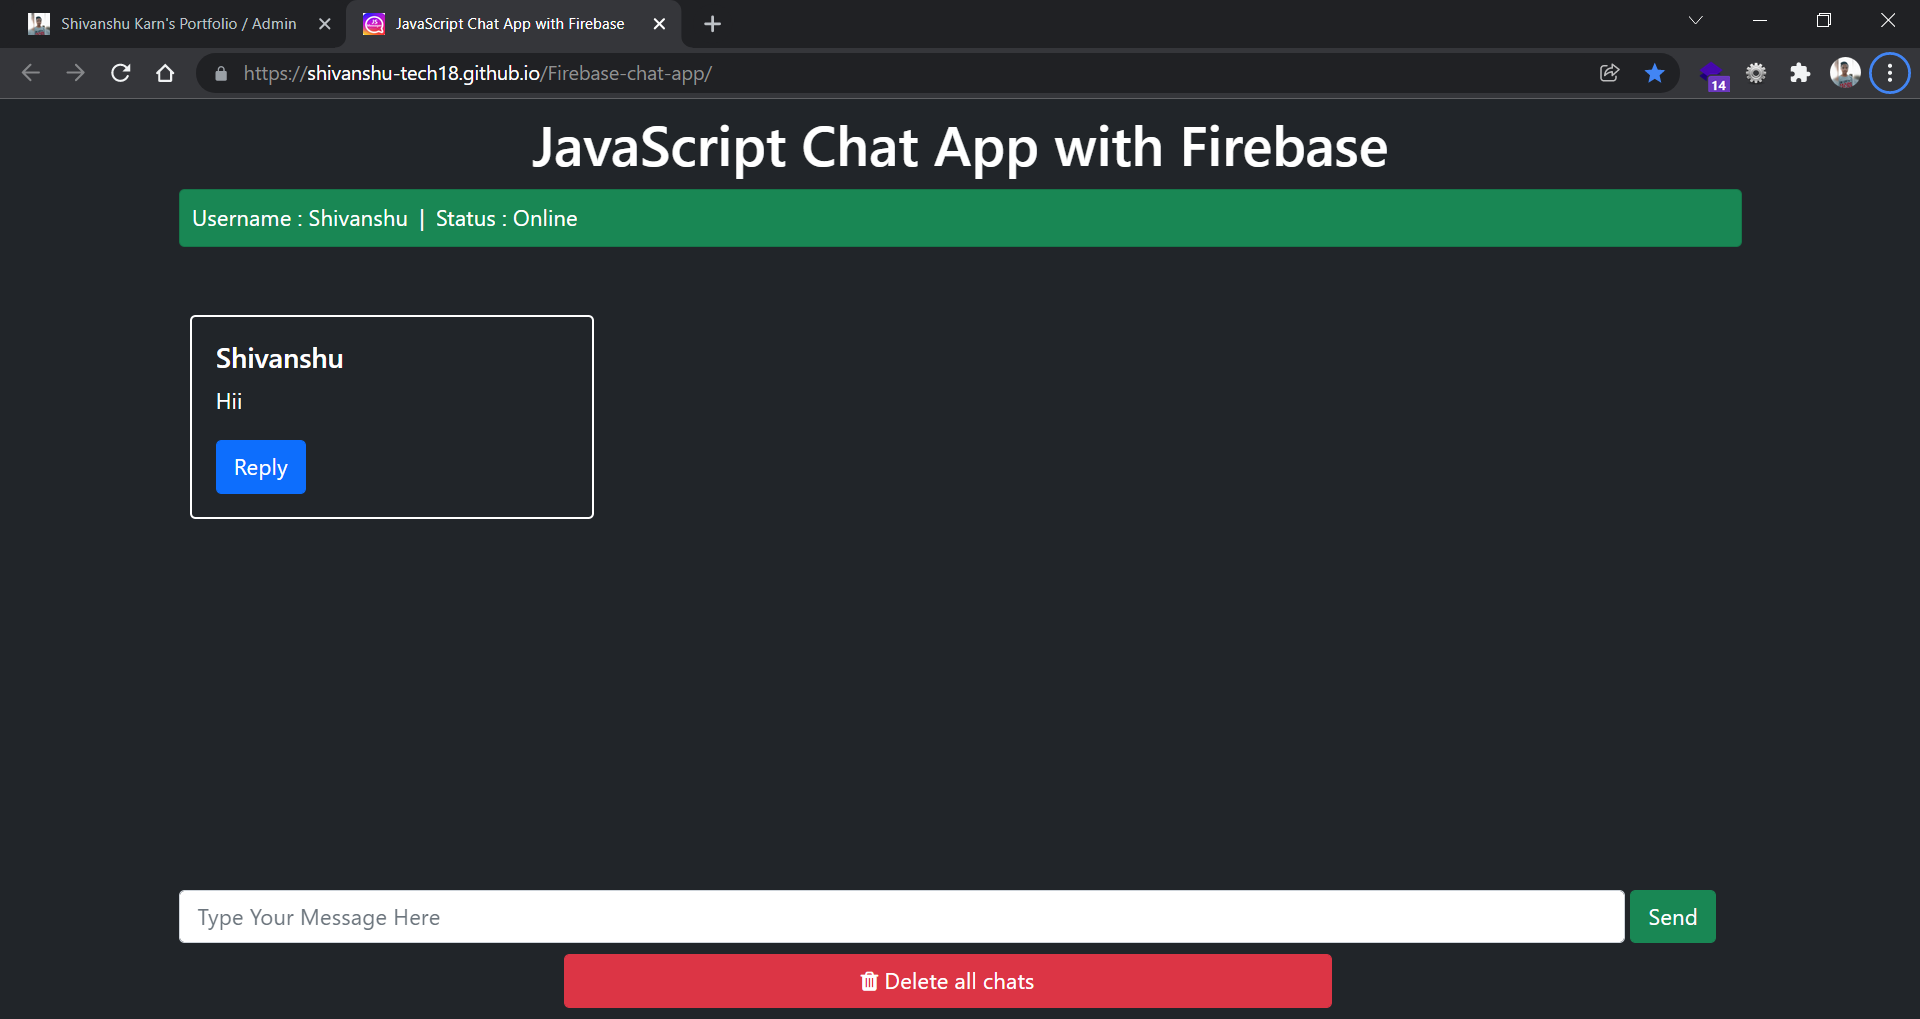 Shivanshu Karn's Portfolio / Admin
JavaScript Chat App with Firebase
https://shivanshu-tech18.github.io/Firebase-chat-app/
14
JavaScript Chat App with Firebase
Username : Shivanshu | Status : Online
Shivanshu
Hii
Reply
Type Your Message Here
Send
Delete all chats